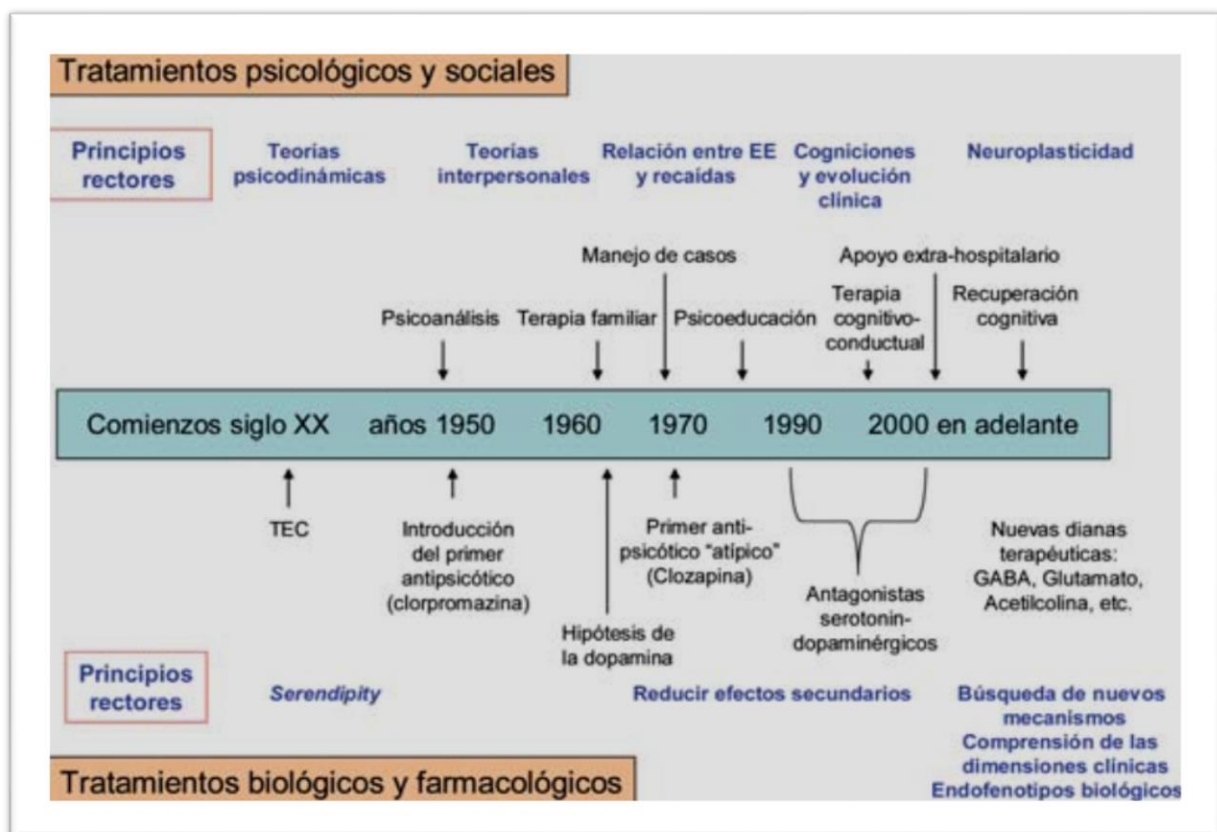 Tratamientos psicológicos y sociales
Principios
rectores
Teorías
psicodinámicas
Teorías
interpersonales
Relación entre EE
y recaídas
Cogniciones
y evolución
clínica
Neuroplasticidad
Manejo de casos
Apoyo extra-hospitalario
Psicoanálisis
Terapia familiar
Psicoeducación
Terapia
cognitivo-
conductual
Recuperación
cognitiva
Comienzos siglo XX años 1950 1960 1970 1990 2000 en adelante
TEC
Introducción
del primer
antipsicótico
(clorpromazina)
Hipótesis de
la dopamina
Primer anti-
psicótico "atípico"
(Clozapina)
Antagonistas
serotonin-
dopaminérgicos
Nuevas dianas
terapéuticas:
GABA, Glutamato,
Acetilcolina, etc.
Principios
rectores
Serendipity
Reducir efectos secundarios
Búsqueda de nuevos
mecanismos
Comprensión de las
dimensiones clínicas
Endofenotipos biológicos
Tratamientos biológicos y farmacológicos